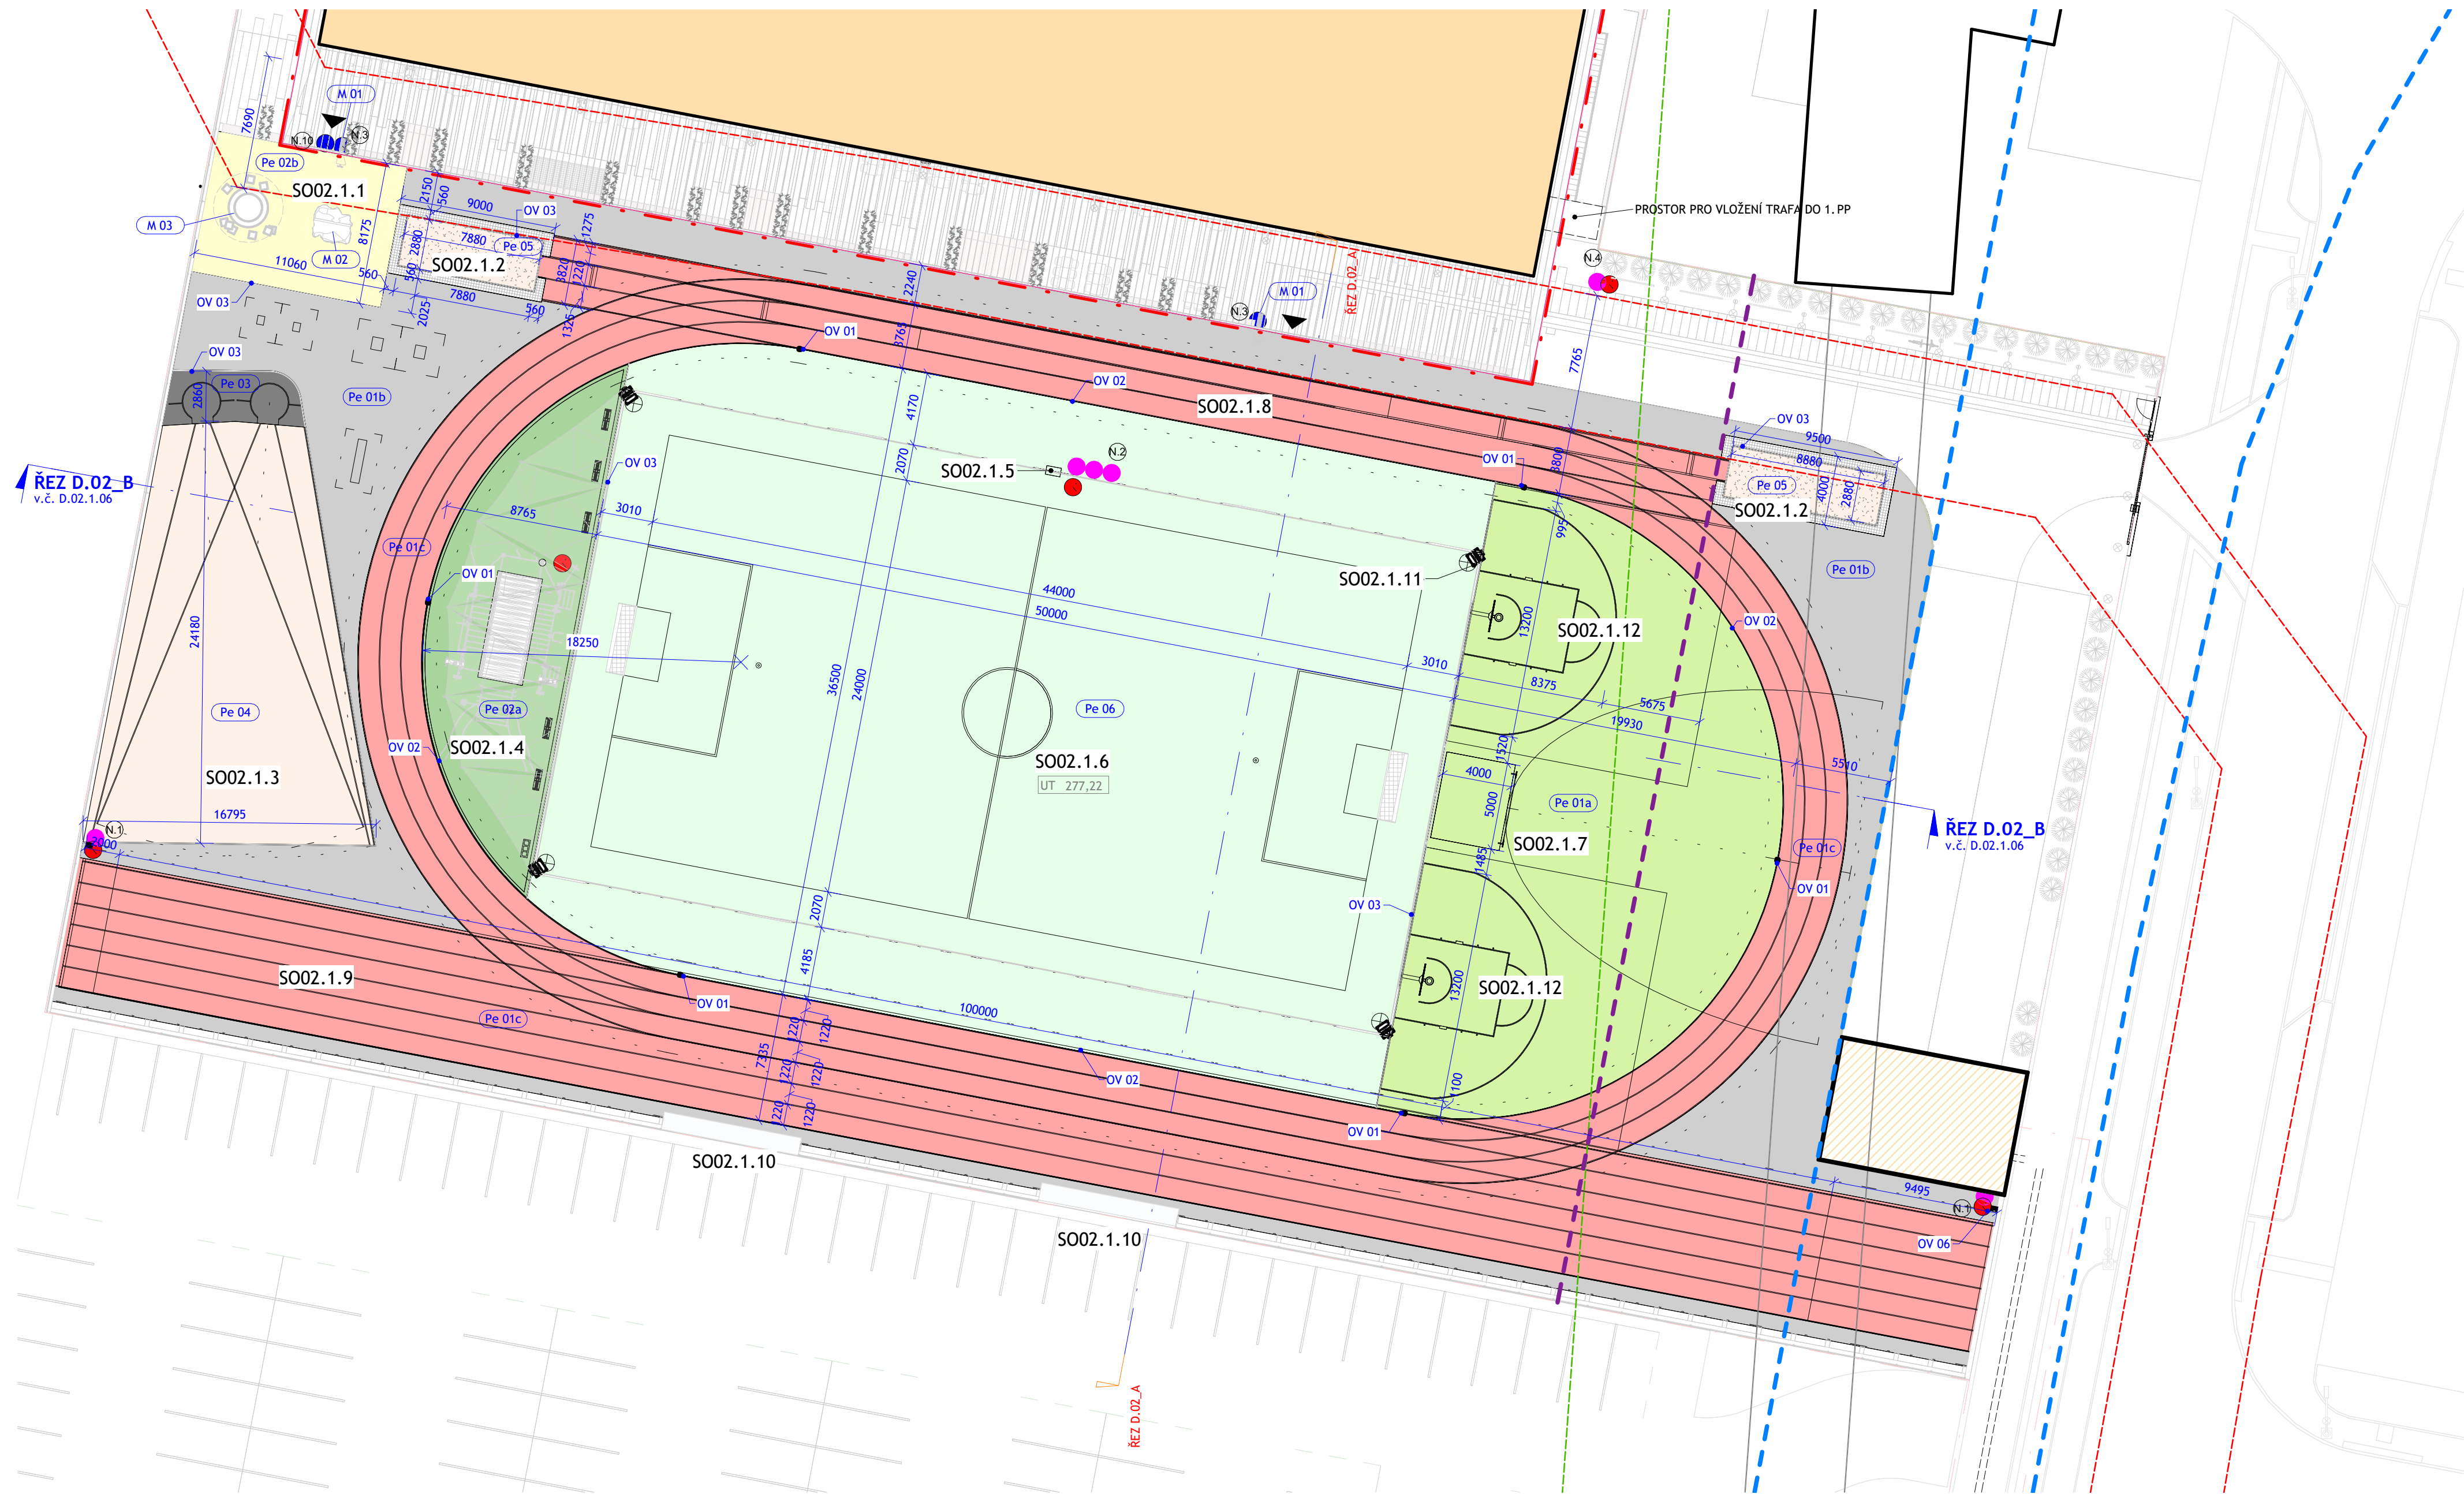 M 01
N.10
N.3
7690
Pe 02b
SO02.1.1
M 03
M 02
11060
8175
560
OV 03
2150
560
9000
OV 03
1275
2880
7880
Pe 05
SO02.1.2
560
7880
2025
560
3820
1220
1325
2240
3765
OV 01
4170
2070
OV 02
SO02.1.8
N.3
M 01
ŘEZ D.02_A
PROSTOR PRO VLOŽENÍ TRAFA DO 1. PP
N.4
7765
OV 03
Pe 03
2860
Pe 01b
ŘEZ D.02_B
v.č. D.02.1.06
OV 03
8765
3010
SO02.1.5
N.2
OV 01
3800
995
OV 03
9500
8880
Pe 05
4000
2880
SO02.1.2
Pe 01b
Pe 01c
OV 01
18250
44000
50000
SO02.1.11
13200
SO02.1.12
OV 02
3010
8375
5675
19930
5510
24180
Pe 04
Pe 02a
SO02.1.4
OV 02
SO02.1.3
36500
24000
Pe 06
SO02.1.6
UT 277,22
1520
4000
5000
Pe 01a
SO02.1.7
1485
ŘEZ D.02_B
v.č. D.02.1.06
Pe 01c
OV 01
16795
N.1
2000
OV 03
2070
4185
SO02.1.9
Pe 01c
OV 01
100000
13200
SO02.1.12
1220
1220
7335
1220
1220
1220
1220
OV 02
1100
OV 01
SO02.1.10
SO02.1.10
9495
N.1
OV 06
ŘEZ D.02_A